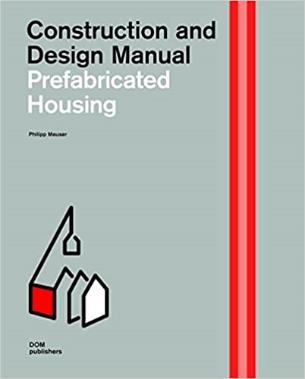 Construction and
Design Manual
Prefabricated
Housing
Philipp Meuser
DOM
publishers